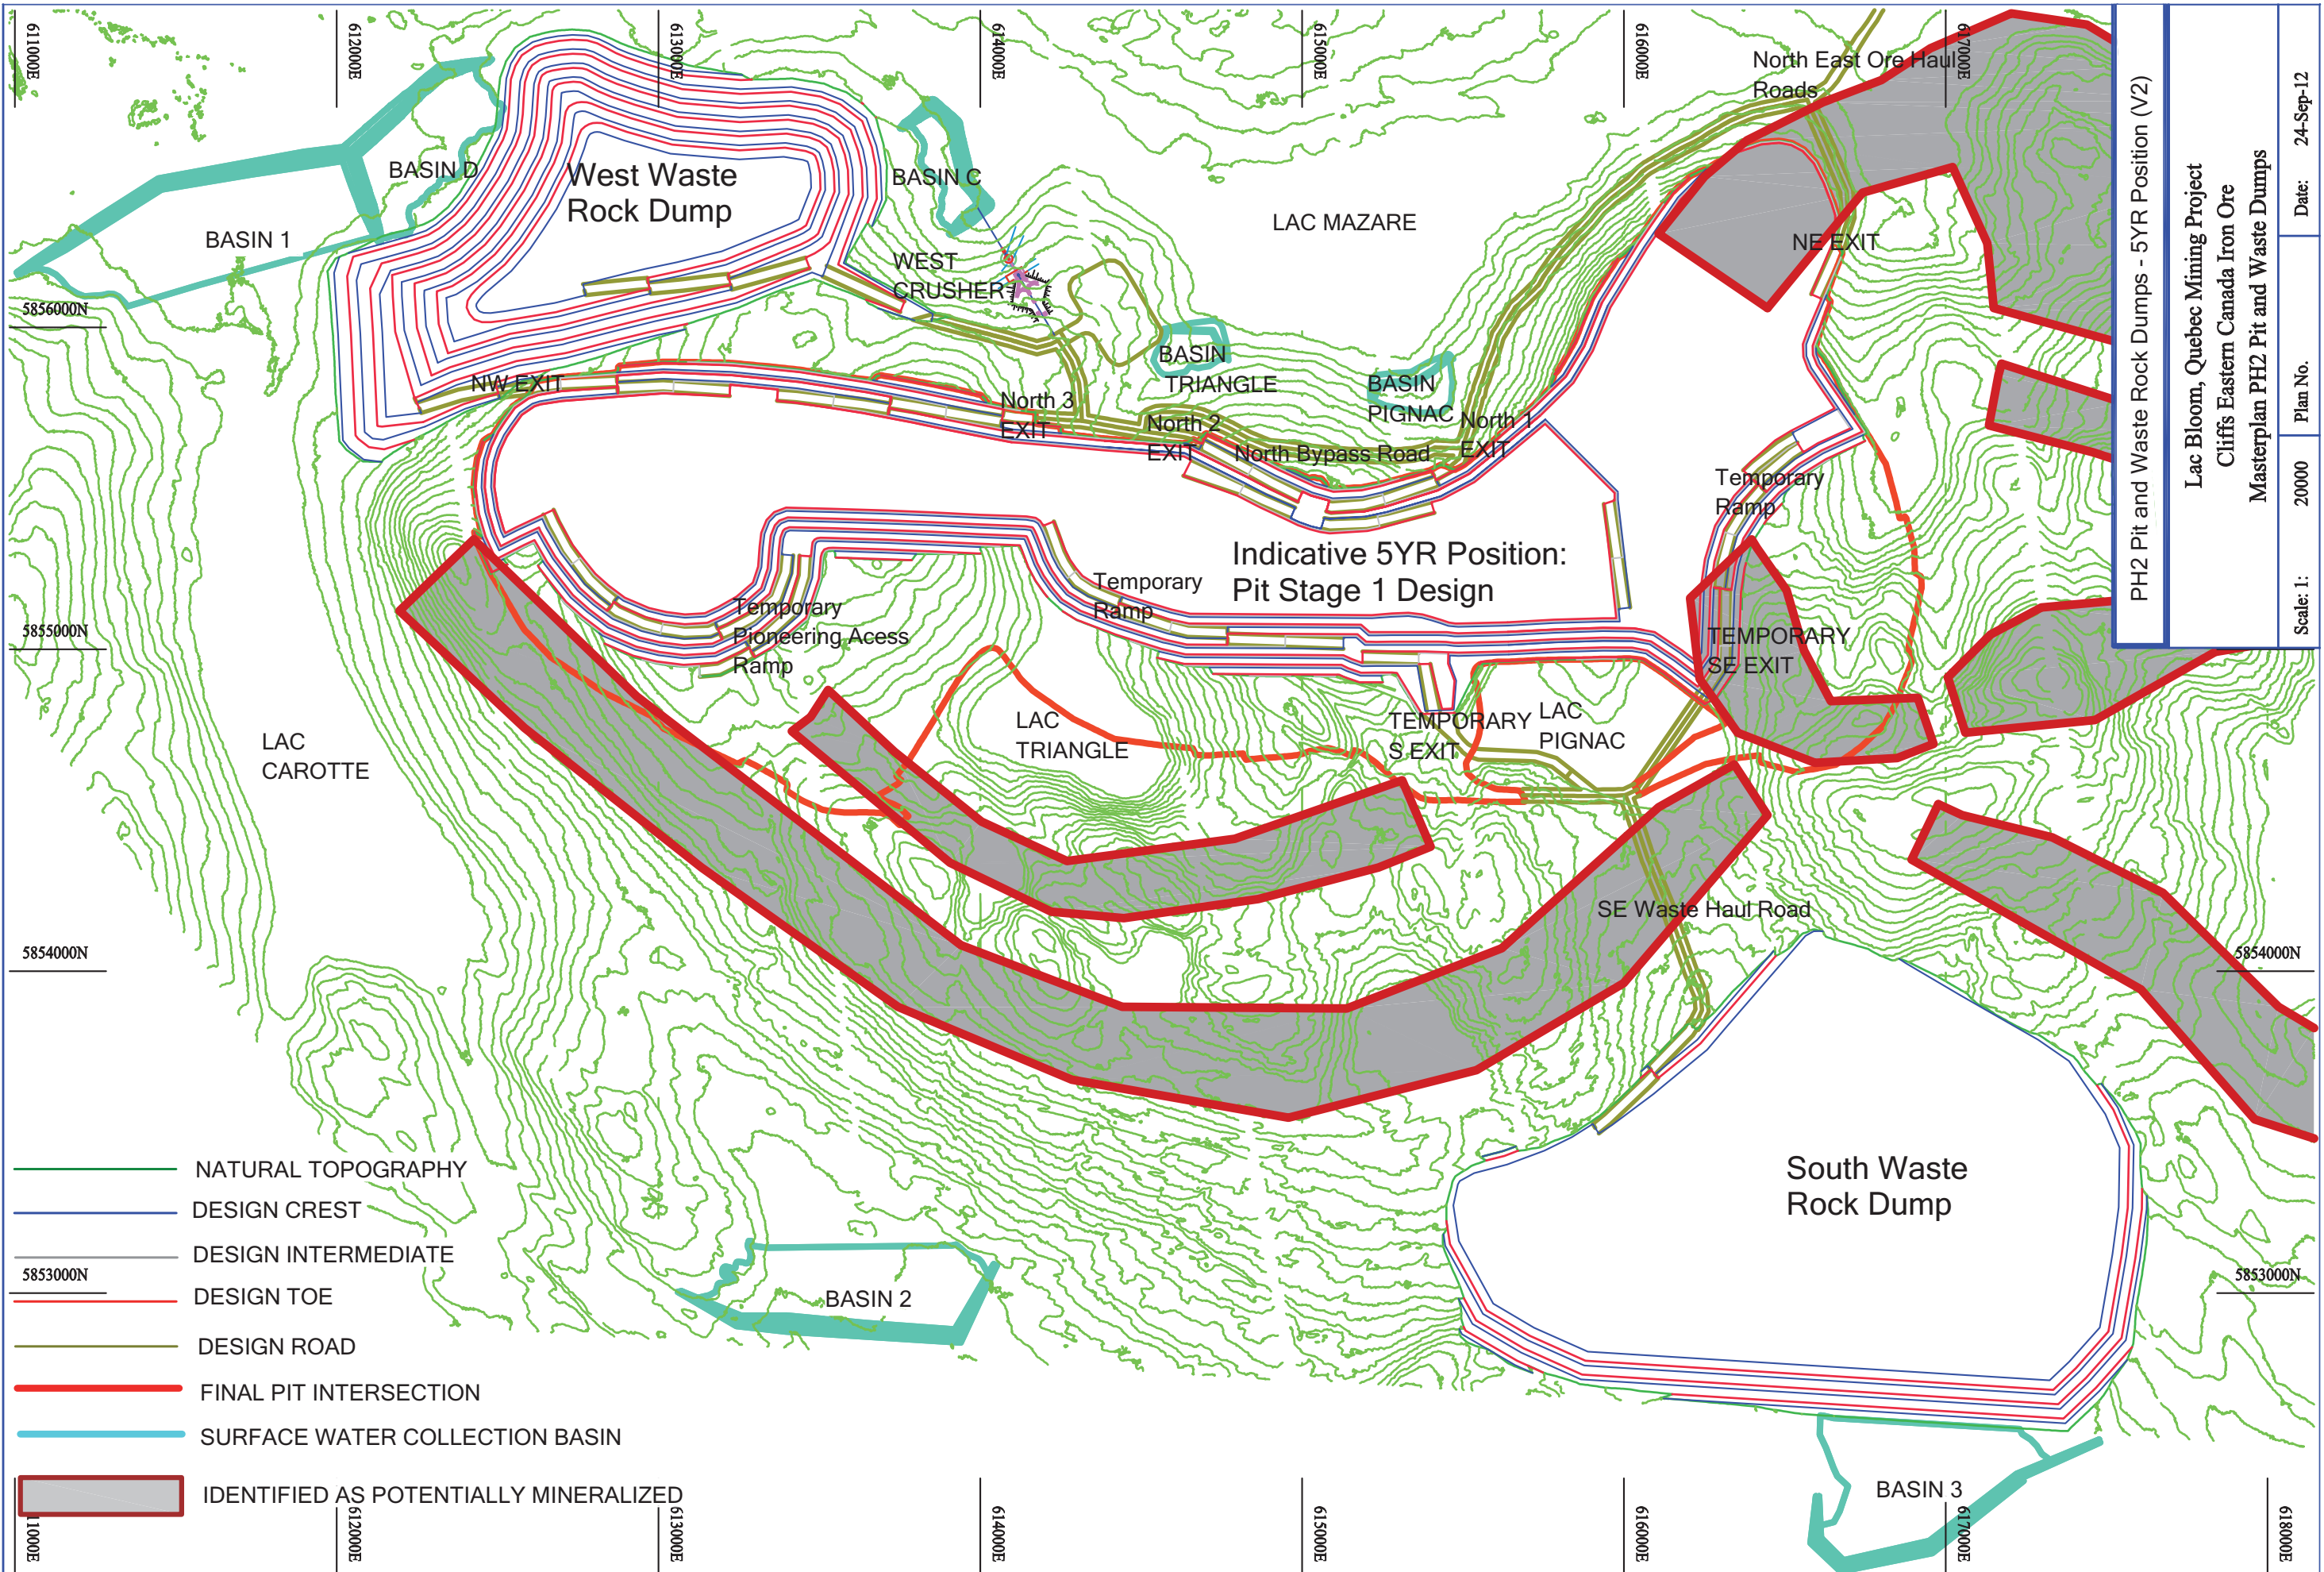 611000E
612000E
613000E
614000E
615000E
616000E
617000E
North East Ore Haul
Roads
BASIN D
West Waste
Rock Dump
BASIN C
LAC MAZARE
BASIN 1
NE EXIT
WEST
CRUSHER
5856000N
BASIN
TRIANGLE
NW EXIT
BASIN
PIGNAC
North 3
EXIT
North 2
EXIT
North 1
EXIT
North Bypass Road
Temporary
Ramp
Indicative 5YR Position:
Pit Stage 1 Design
Temporary
Ramp
Temporary
Pioneering Acess
Ramp
5855000N
TEMPORARY
SE EXIT
LAC
TRIANGLE
TEMPORARY
S EXIT
LAC
PIGNAC
LAC
CAROTTE
SE Waste Haul Road
5854000N
5854000N
South Waste
Rock Dump
NATURAL TOPOGRAPHY
DESIGN CREST
DESIGN INTERMEDIATE
5853000N
5853000N
DESIGN TOE
BASIN 2
DESIGN ROAD
FINAL PIT INTERSECTION
SURFACE WATER COLLECTION BASIN
IDENTIFIED AS POTENTIALLY MINERALIZED
BASIN 3
11000E
612000E
613000E
614000E
615000E
616000E
617000E
618000E
PH2 Pit and Waste Rock Dumps - 5YR Position (V2)
Lac Bloom, Quebec Mining Project
Cliffs Eastern Canada Iron Ore
Masterplan PH2 Pit and Waste Dumps
Scale: 1: 20000 Plan No. Date: 24-Sep-12